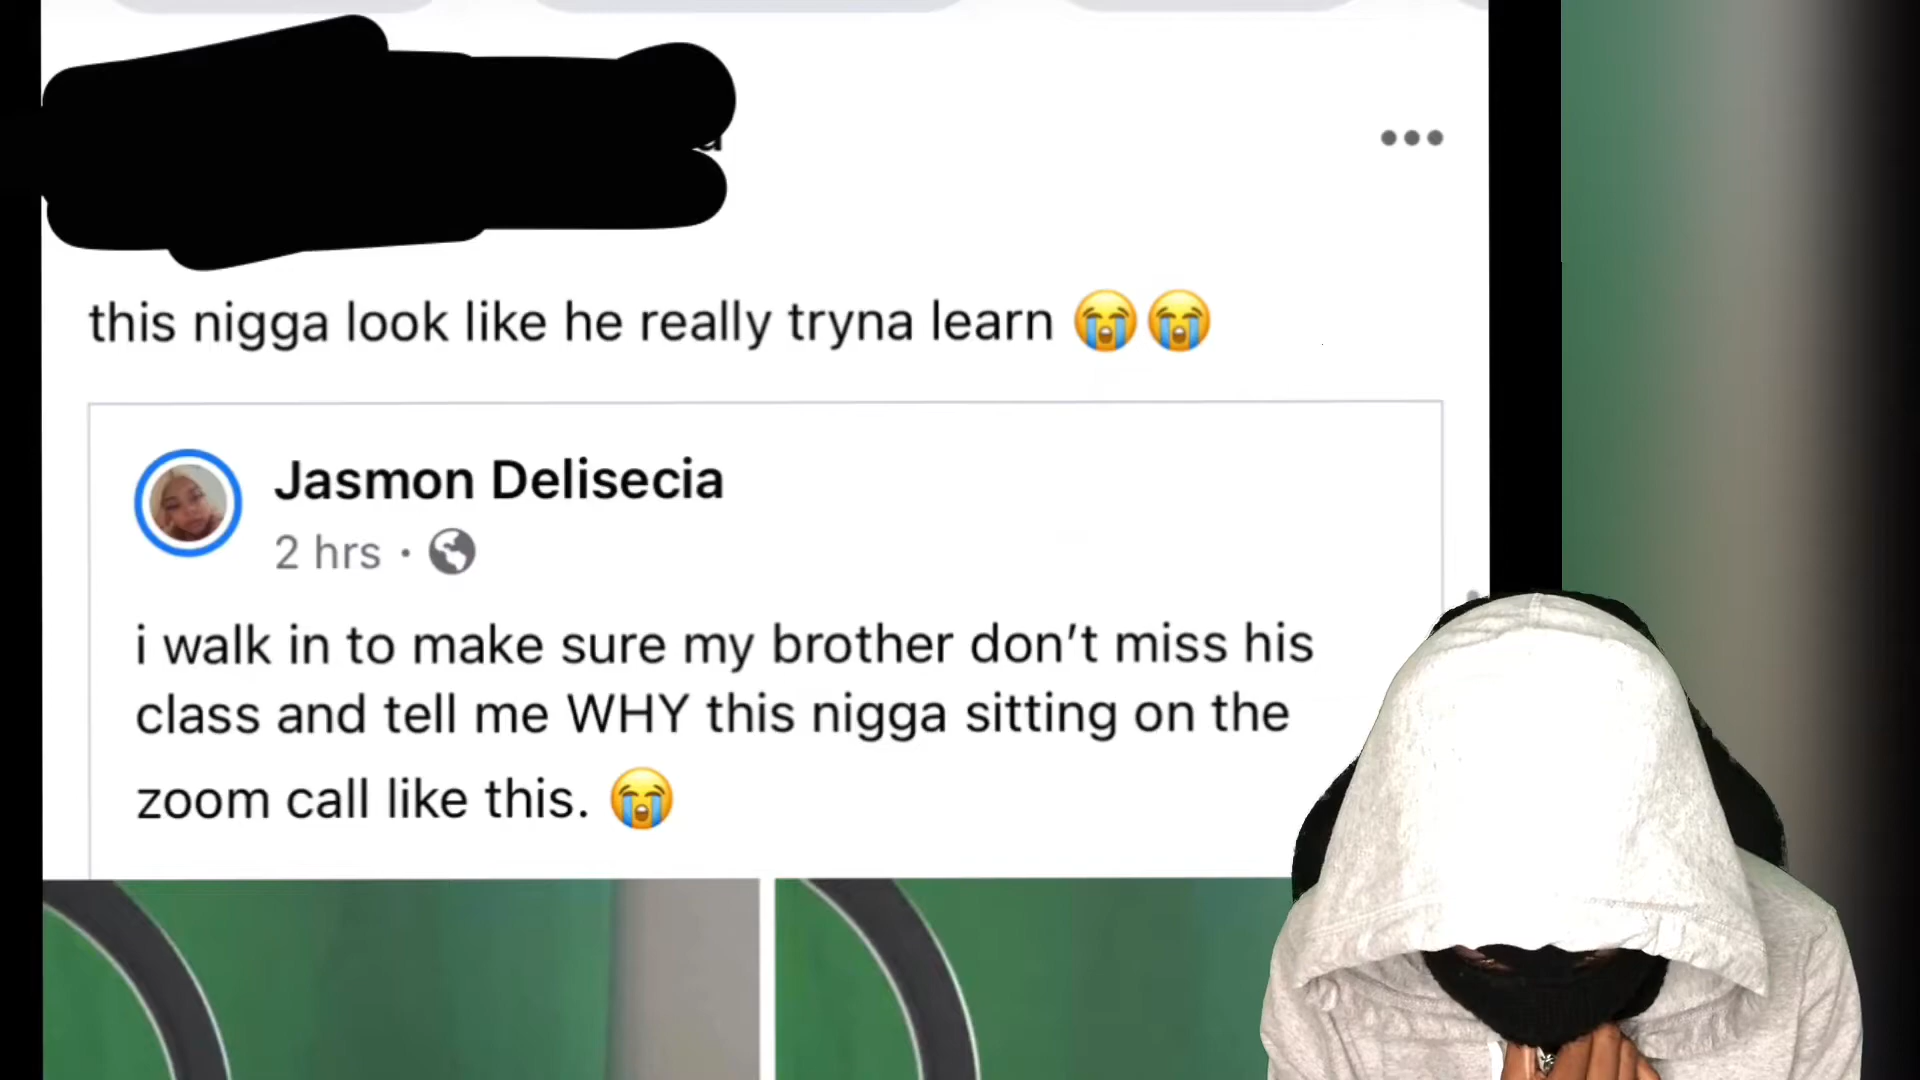 this nigga look like he really tryna learn 😭😭
Jasmon Delisecia
2 hrs ·
i walk in to make sure my brother don’t miss his
class and tell me WHY this nigga sitting on the
zoom call like this. 😭